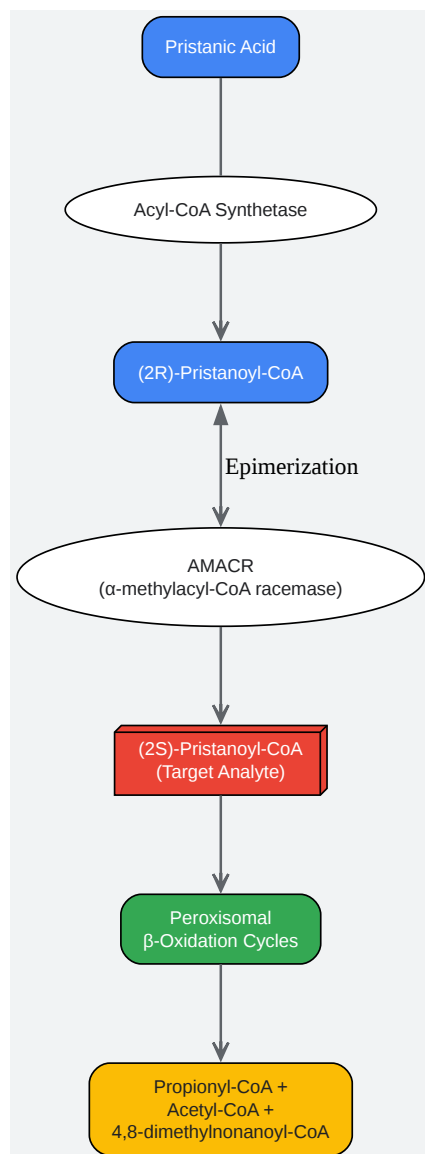 Pristanic Acid
Acyl-CoA Synthetase
(2R)-Pristanoyl-CoA
Epimerization
AMACR
(α-methylacyl-CoA racemase)
(2S)-Pristanoyl-CoA
(Target Analyte)
Peroxisomal
β-Oxidation Cycles
Propionyl-CoA +
Acetyl-CoA +
4,8-dimethylnonanoyl-CoA